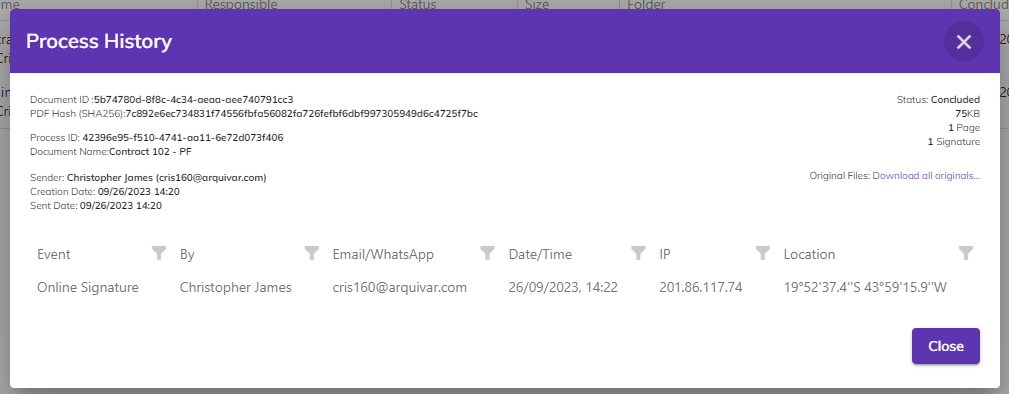 me Responsible Status Size Folder Conclud
Process History
Document ID :5b74780d-8f8c-4c34-aeaa-aee740791cc3
PDF Hash (SHA256):7c892e6ec734831f74556fbfa56082fa726fefbf6dbf997305949d6c4725f7bc
Process ID: 42396e95-f510-4741-aa11-6e72d073f406
Document Name:Contract 102 - PF
Sender: Christopher James (cris160@arquivar.com)
Creation Date: 09/26/2023 14:20
Sent Date: 09/26/2023 14:20
Status: Concluded
75KB
1 Page
1 Signature
Original Files: Download all originals...
Event By Email/WhatsApp Date/Time IP Location
Online Signature Christopher James cris160@arquivar.com 26/09/2023, 14:22 201.86.117.74 19°52'37.4''S 43°59'15.9''W
Close